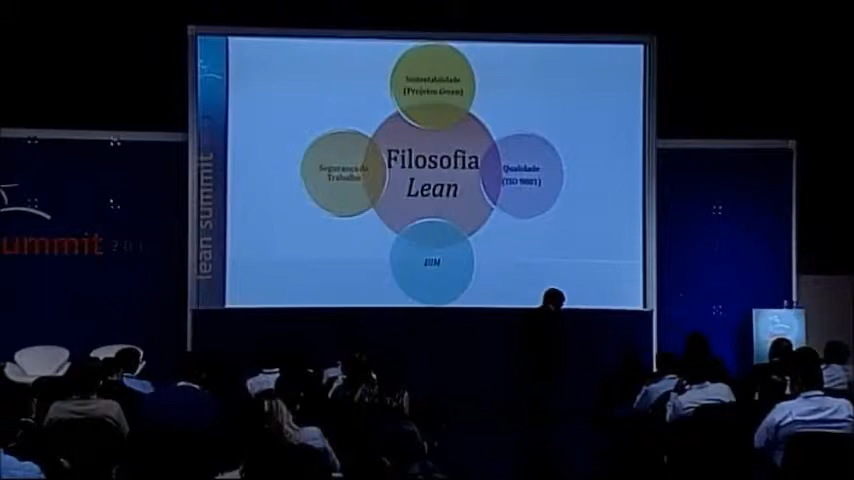 Sustentabilidade
(Projetos Green)
Filosofia
Lean
Segurança do
Trabalho
Qualidade
(ISO 9001)
BIM
lean summit
summit